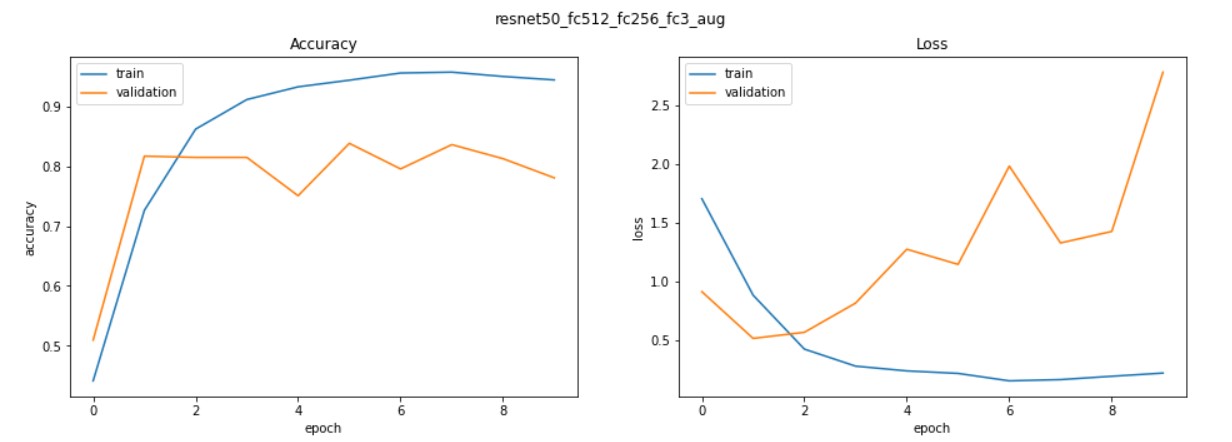 resnet50_fc512_fc256_fc3_aug
Accuracy
train
validation
0.9
0.8
0.7
0.6
0.5
accuracy
0 2 4 6 8
epoch
Loss
train
validation
2.5
2.0
1.5
1.0
0.5
loss
0 2 4 6 8
epoch